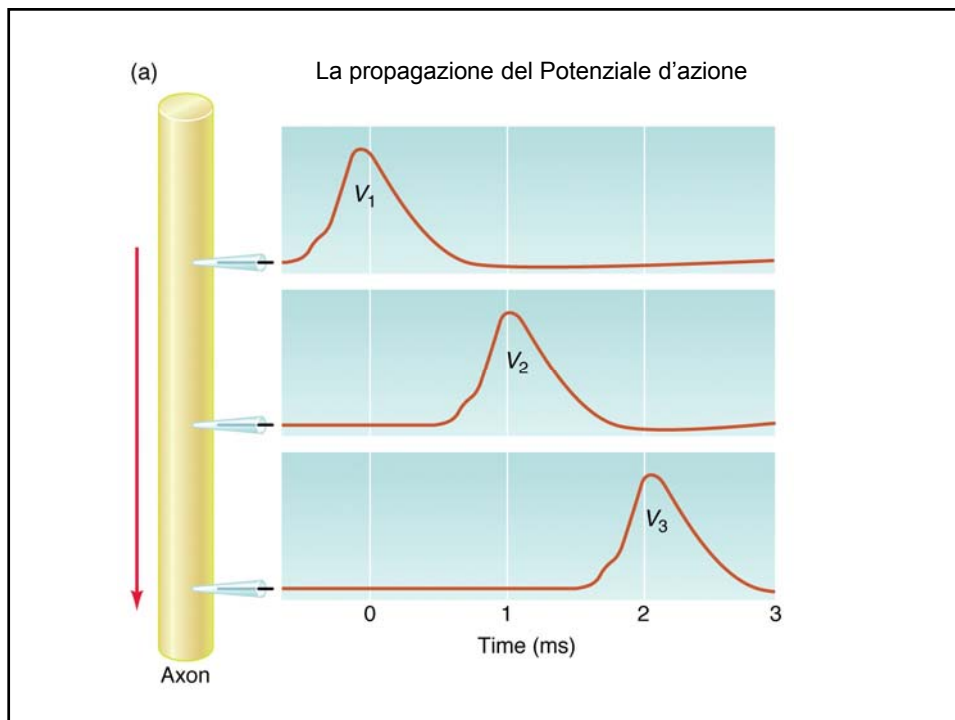 La propagazione del Potenziale d’azione
(a)
V1
V2
V3
0 1 2 3
Time (ms)
Axon